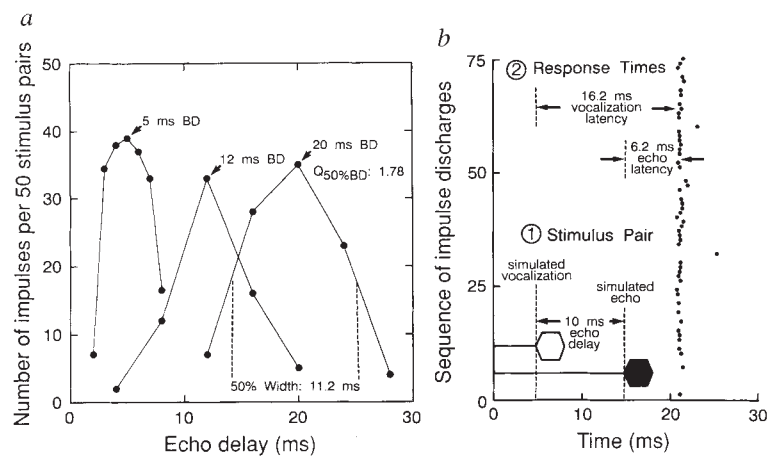 a
Number of impulses per 50 stimulus pairs
50
40
30
20
10
0
5 ms BD
12 ms BD
20 ms BD
Q50%BD: 1.78
50% Width: 11.2 ms
0
10
20
30
Echo delay (ms)
b
Sequence of impulse discharges
75
50
25
0
② Response Times
16.2 ms
vocalization
latency
6.2 ms
echo
latency
① Stimulus Pair
simulated
vocalization
simulated
echo
10 ms
echo
delay
0
10
20
30
Time (ms)